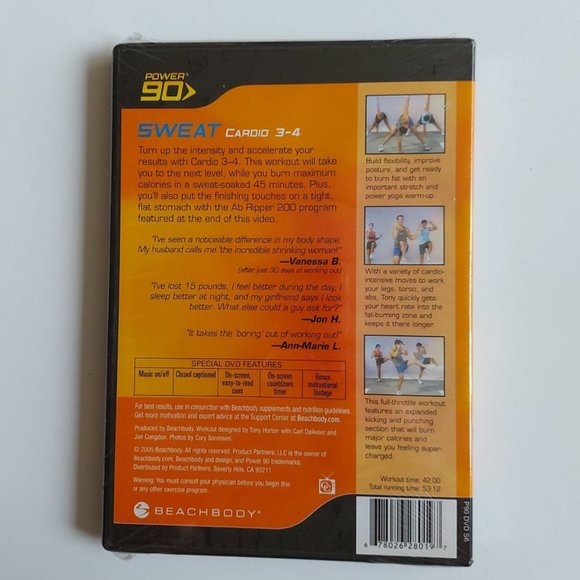 POWER®
90>
SWEAT CARDIO 3-4
Turn up the intensity and accelerate your
results with Cardio 3-4. This workout will take
you to the next level, while you burn maximum
calories in a sweat-soaked 45 minutes. Plus,
you'll also put the finishing touches on a tight,
flat stomach with the Ab Ripper 200 program
featured at the end of this video.
"I've seen a noticeable difference in my body shape.
My husband calls me 'the incredible shrinking woman!'"
—Vanessa B.
(after just 30 days of working out)
"I've lost 15 pounds, I feel better during the day, I
sleep better at night, and my girlfriend says I look
better. What else could a guy ask for?"
—Jon H.
"It takes the 'boring' out of working out!"
—Ann-Marie L.
SPECIAL DVD FEATURES
Music on/off
Closed captioned
On-screen,
easy-to-read
cues
On-screen
countdown
timer
Bonus
motivational
footage
For best results, use in conjunction with Beachbody supplements and nutrition guidelines.
Get more motivation and expert advice at the Support Center at Beachbody.com.
Produced by Beachbody. Workout designed by Tony Horton with Carl Daikeler and
Jon Congdon. Photos by Cory Sorensen.
© 2005 Beachbody. All rights reserved. Product Partners, LLC is the owner of
Beachbody.com, Beachbody and design, and Power 90 trademarks.
Distributed by Product Partners, Beverly Hills, CA 90211
Warning: You must consult your physician before you begin this
or any other exercise program.
CC
BEACHBODY®
Build flexibility, improve
posture, and get ready
to burn fat with an
important stretch and
power yoga warm-up.
With a variety of cardio-
intensive moves to work
your legs, torso, and
abs, Tony quickly gets
your heart rate into the
fat-burning zone and
keeps it there longer.
This full-throttle workout
features an expanded
kicking and punching
section that will burn
major calories and
leave you feeling super-
charged.
Workout time: 42:00
Total running time: 53:12
6 78026 28019 7
P90 DVD S6